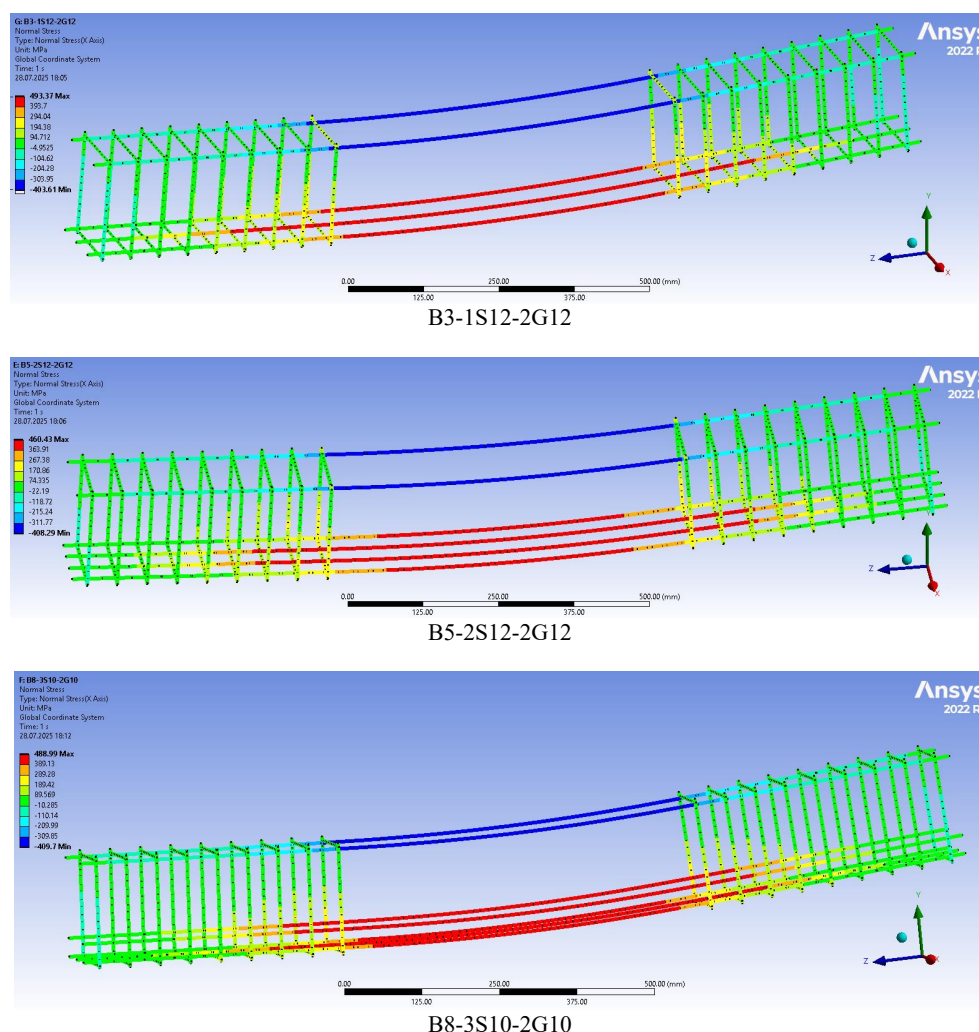 G: B3-1S12-2G12
Normal Stress
Type: Normal Stress(X Axis)
Unit: MPa
Global Coordinate System
Time: 1 s
28.07.2025 18:05
493.37 Max
393.7
294.04
194.38
94.712
-4.9525
-104.62
-204.28
-303.95
-403.61 Min
Ansys
2022 R
Y
Z
X
0.00 250.00 500.00 (mm)
125.00 375.00
B3-1S12-2G12
E: B5-2S12-2G12
Normal Stress
Type: Normal Stress(X Axis)
Unit: MPa
Global Coordinate System
Time: 1 s
28.07.2025 18:06
460.43 Max
363.91
267.38
170.86
74.335
-22.19
-118.72
-215.24
-311.77
-408.29 Min
Ansys
2022 R
Y
Z
X
0.00 250.00 500.00 (mm)
125.00 375.00
B5-2S12-2G12
F: B8-3S10-2G10
Normal Stress
Type: Normal Stress(X Axis)
Unit: MPa
Global Coordinate System
Time: 1 s
28.07.2025 18:12
488.99 Max
389.13
289.28
189.42
89.569
-10.285
-110.14
-209.99
-309.85
-409.7 Min
Ansys
2022 R
Y
Z
X
0.00 250.00 500.00 (mm)
125.00 375.00
B8-3S10-2G10